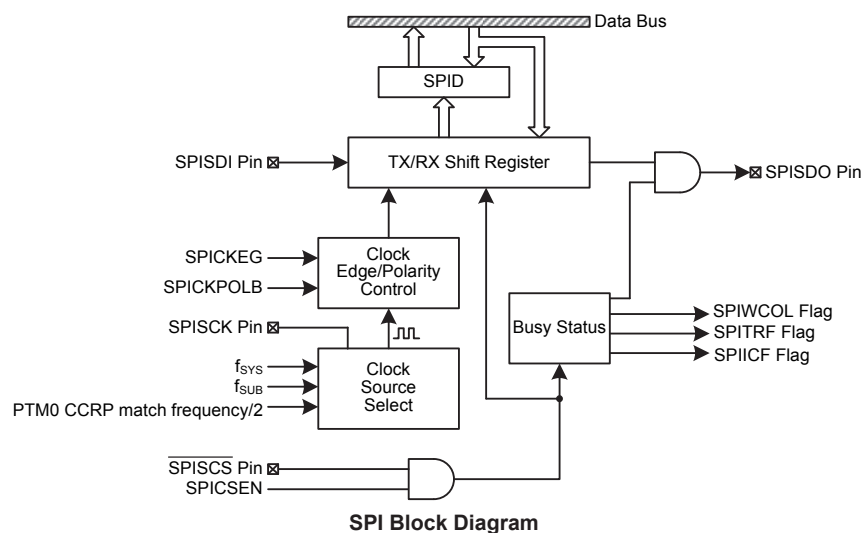 Data Bus
SPID
SPISDI Pin
TX/RX Shift Register
SPISDO Pin
SPICKEG
SPICKPOLB
Clock
Edge/Polarity
Control
SPISCK Pin
Busy Status
SPIWCOL Flag
SPITRF Flag
SPIICF Flag
fSYS
fSUB
PTM0 CCRP match frequency/2
Clock
Source
Select
SPISCS Pin
SPICSEN
SPI Block Diagram